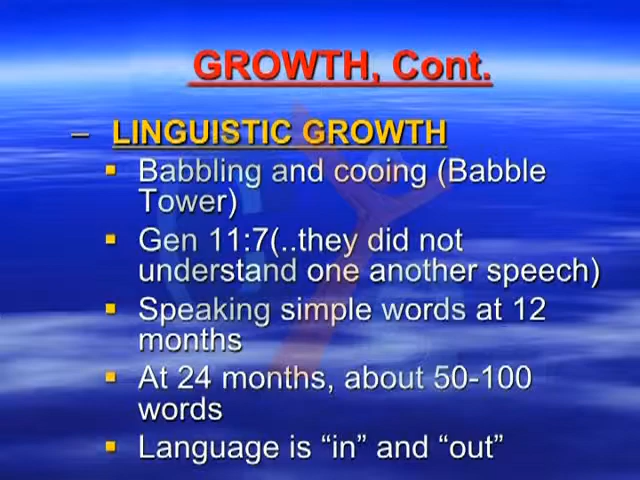 GROWTH, Cont.
– LINGUISTIC GROWTH
▪ Babbling and cooing (Babble
Tower)
▪ Gen 11:7(..they did not
understand one another speech)
▪ Speaking simple words at 12
months
▪ At 24 months, about 50-100
words
▪ Language is “in” and “out”